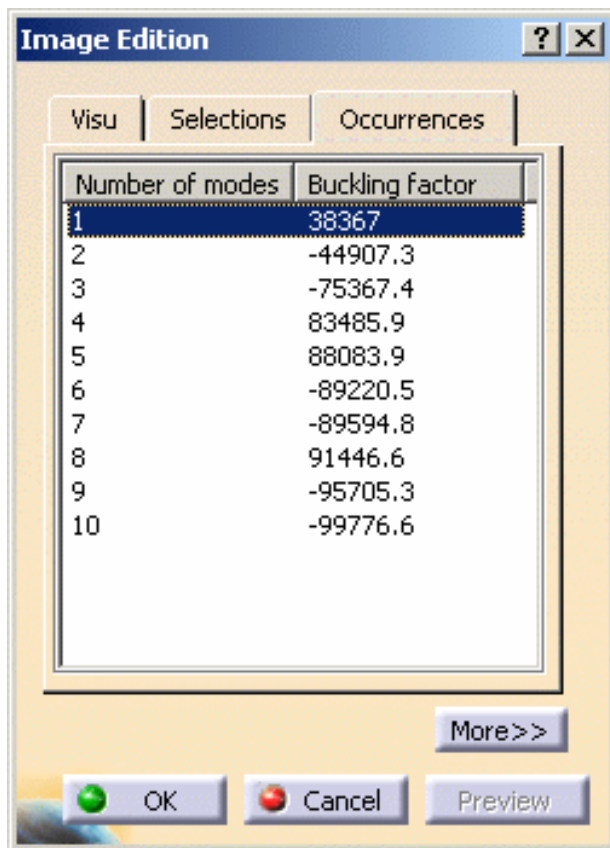 Image Edition ? X
Visu Selections Occurrences
Number of modes Buckling factor
1 38367
2 -44907.3
3 -75367.4
4 83485.9
5 88083.9
6 -89220.5
7 -89594.8
8 91446.6
9 -95705.3
10 -99776.6
More>>
OK Cancel Preview